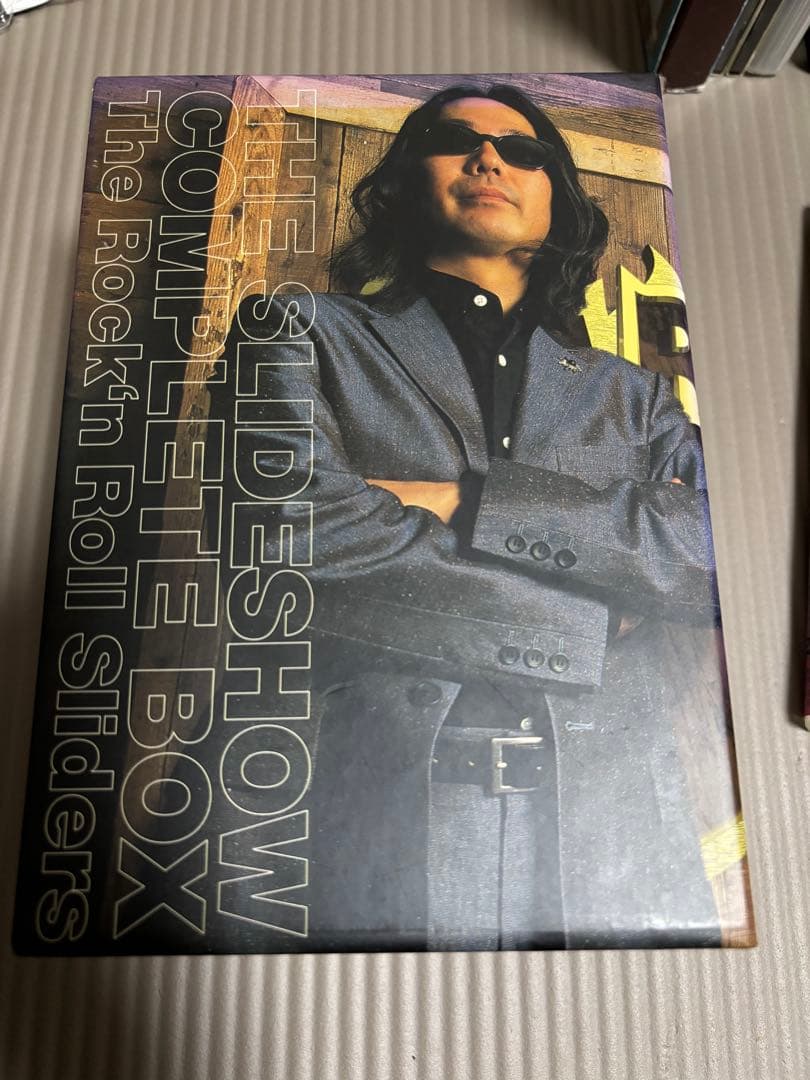 THE SLIDESHOW
COMPLETE BOX
The Rock'n Roll Sliders